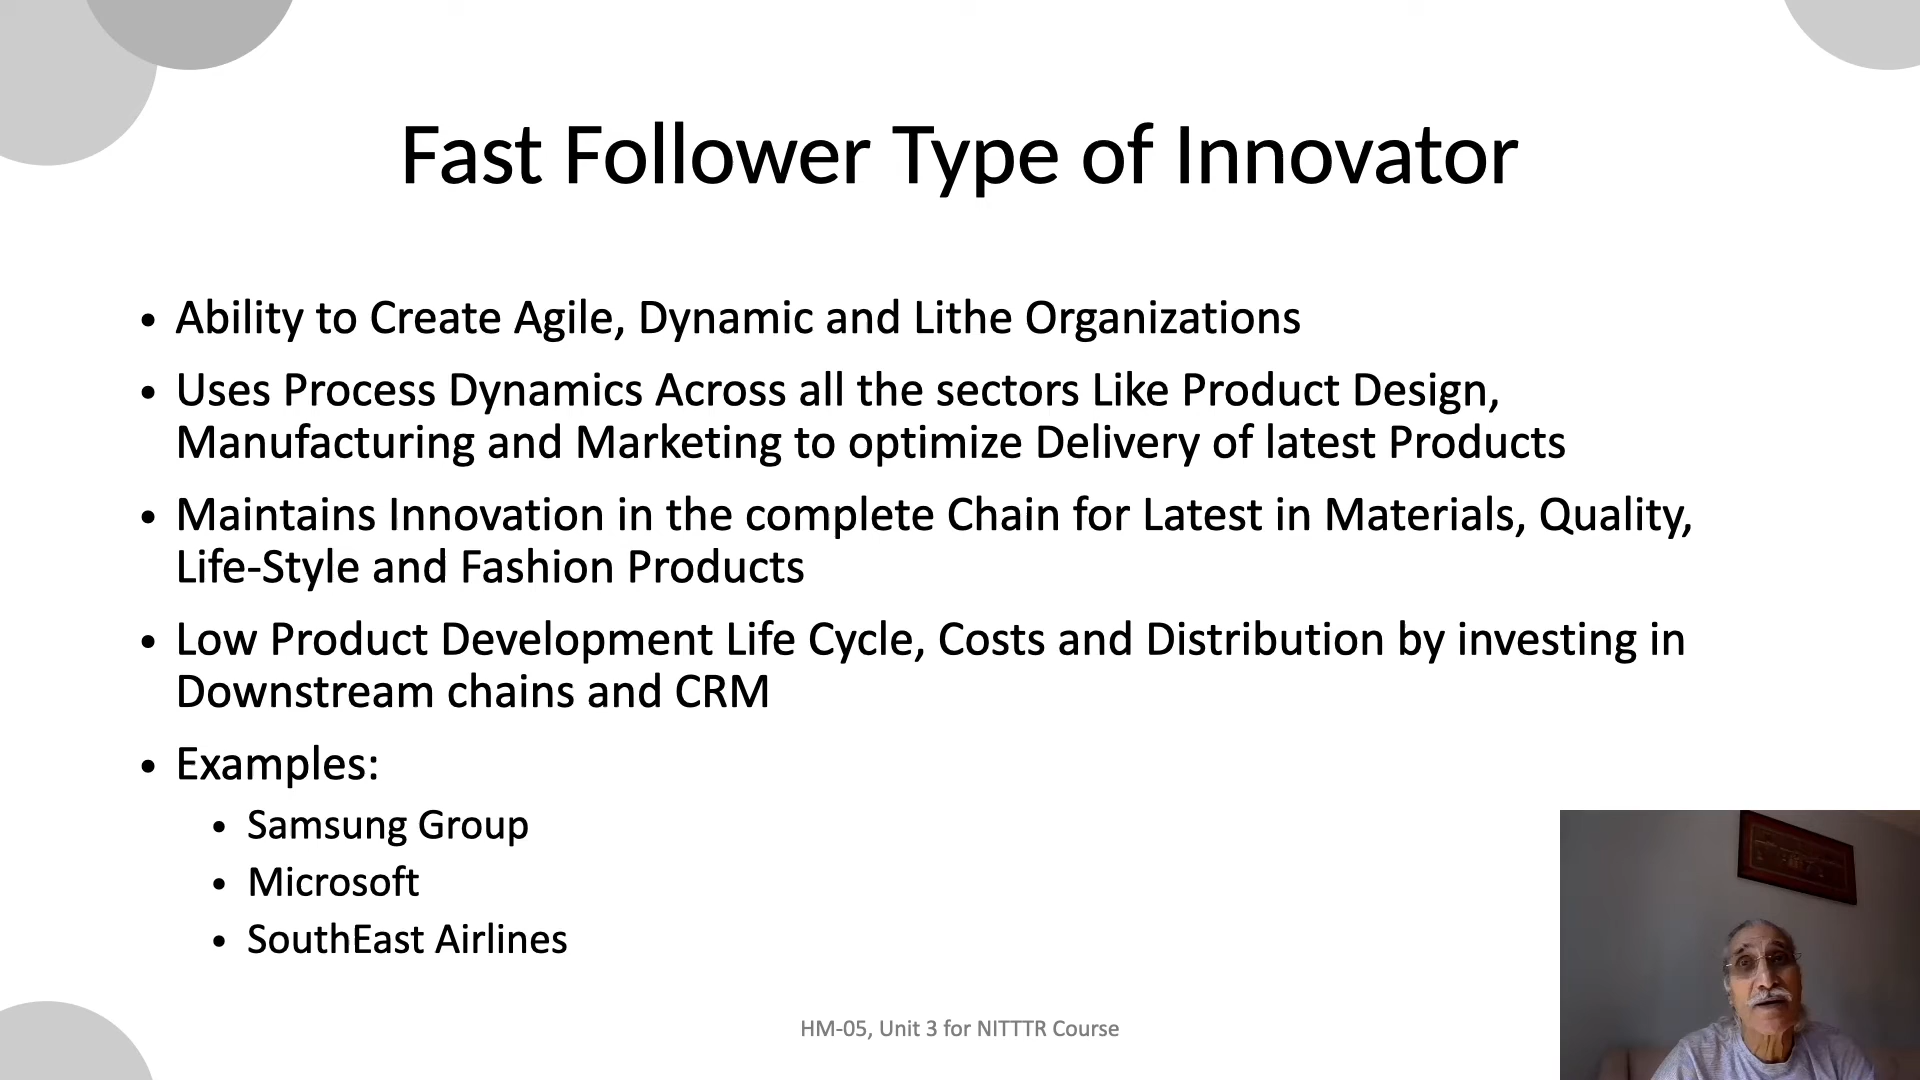 Fast Follower Type of Innovator
• Ability to Create Agile, Dynamic and Lithe Organizations
• Uses Process Dynamics Across all the sectors Like Product Design,
Manufacturing and Marketing to optimize Delivery of latest Products
• Maintains Innovation in the complete Chain for Latest in Materials, Quality,
Life-Style and Fashion Products
• Low Product Development Life Cycle, Costs and Distribution by investing in
Downstream chains and CRM
• Examples:
• Samsung Group
• Microsoft
• SouthEast Airlines
HM-05, Unit 3 for NITTTR Course